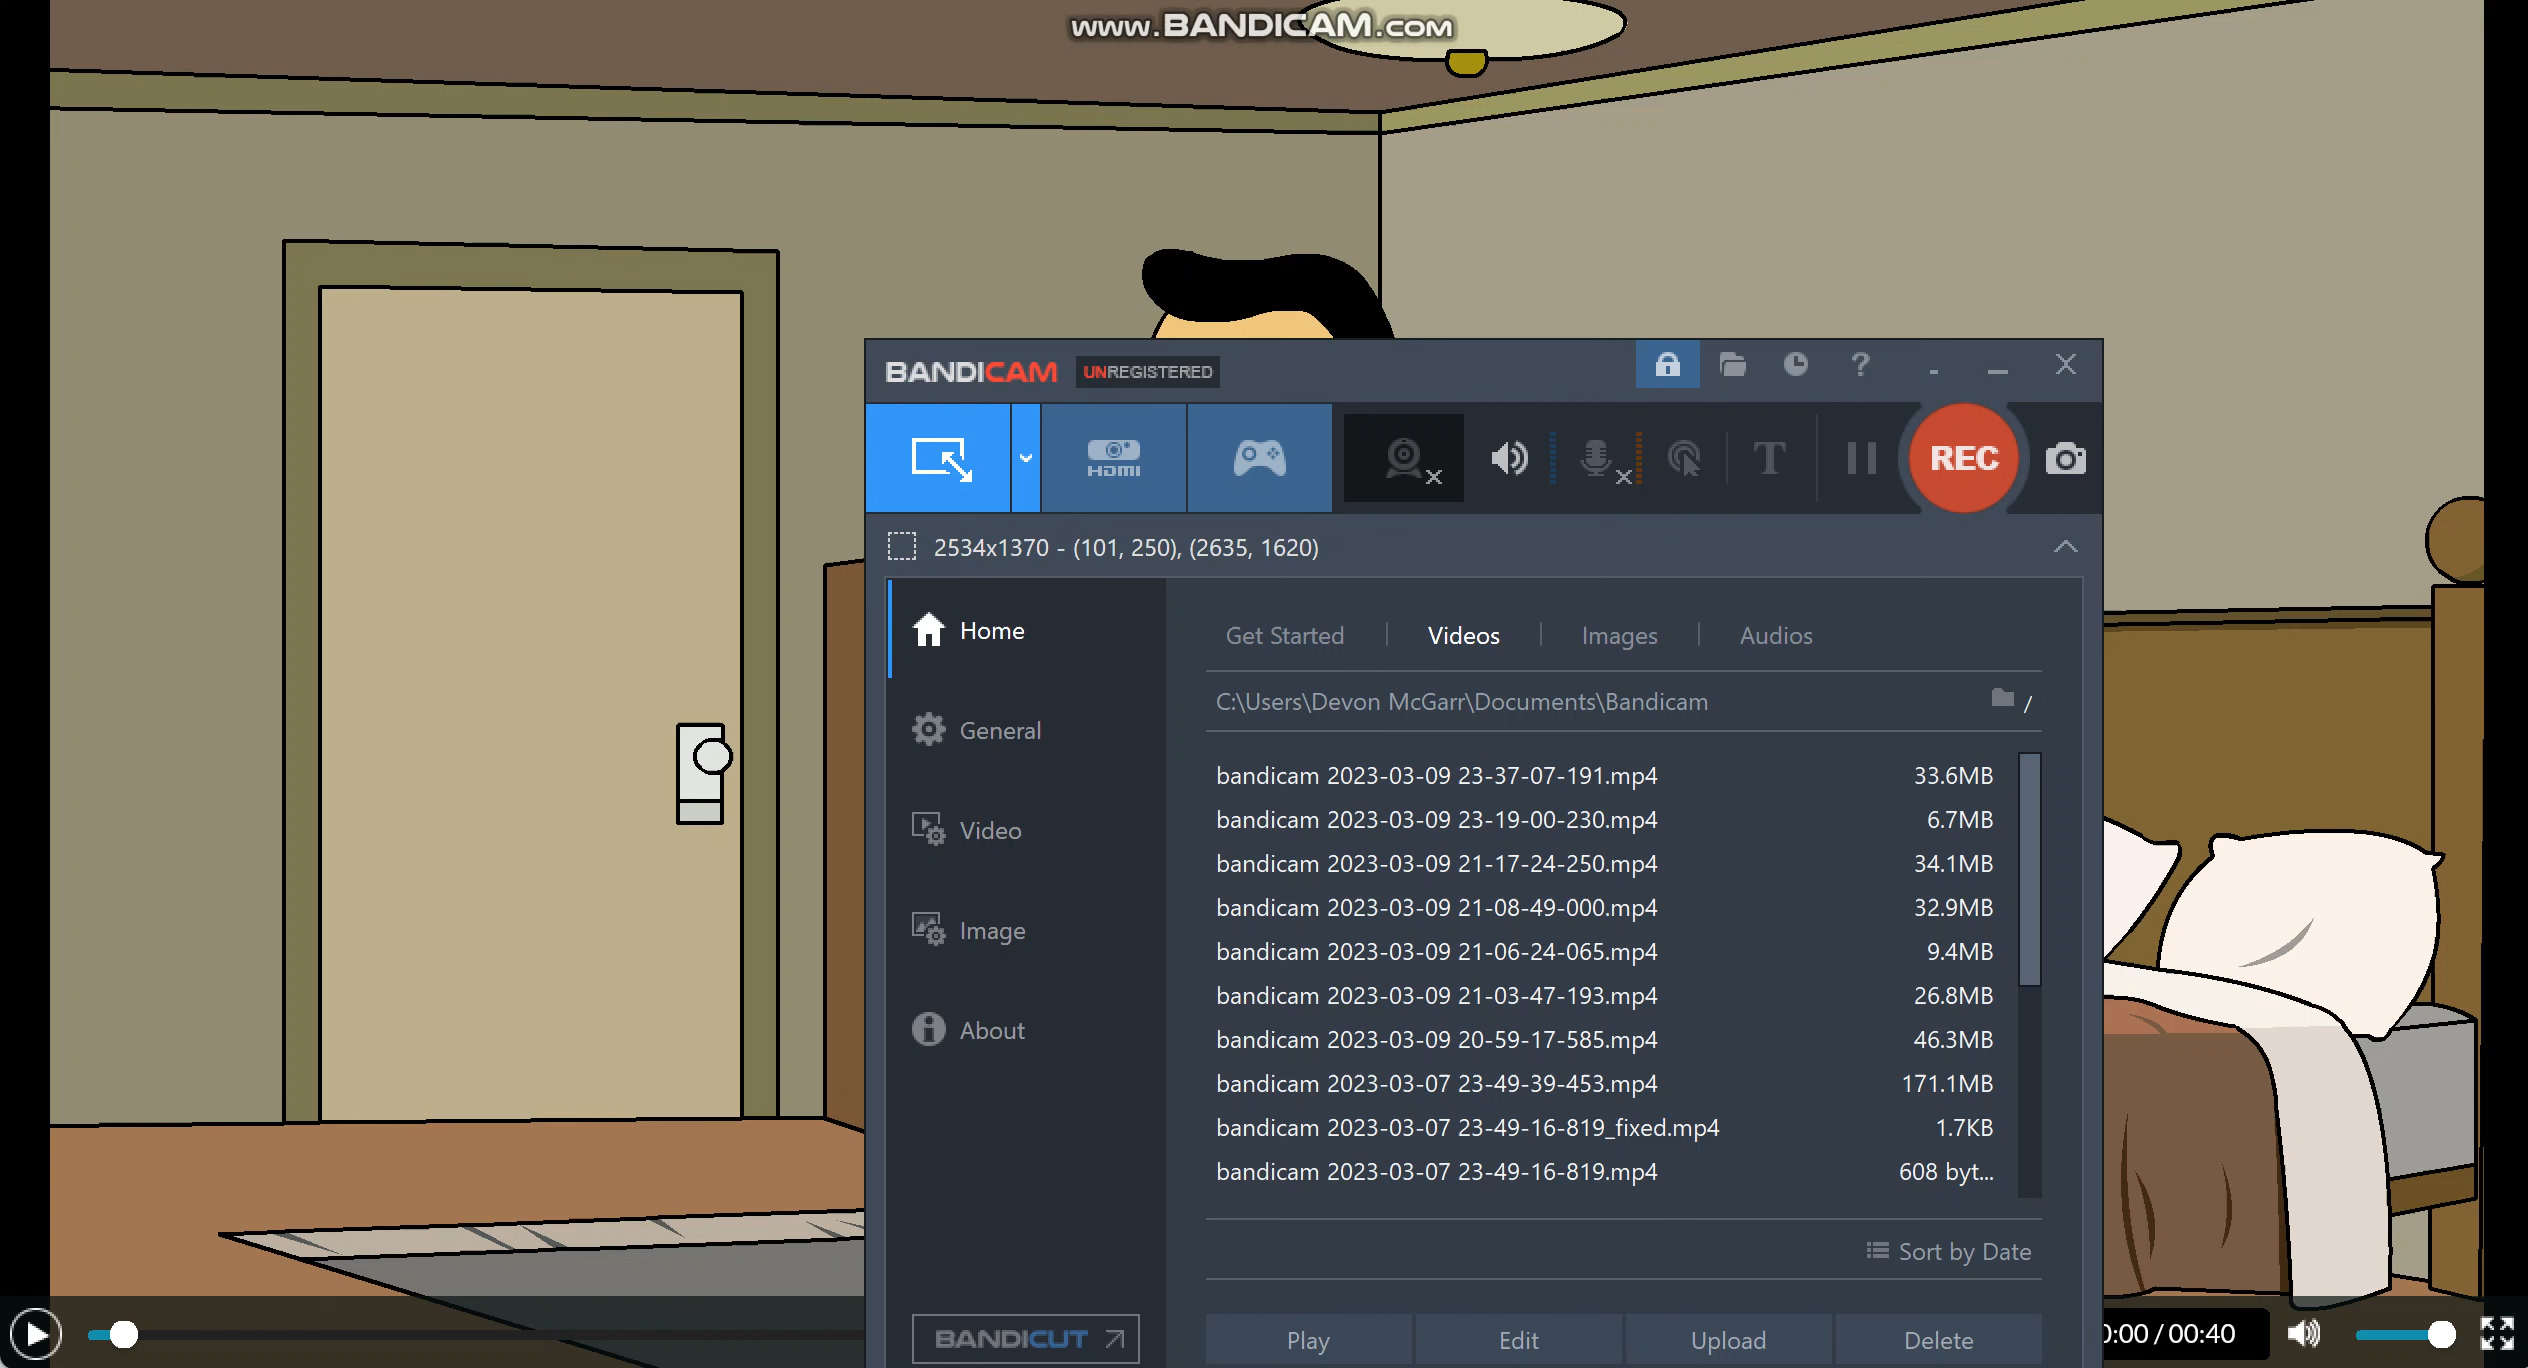 www.BANDICAM.com
BANDICAM UNREGISTERED
?
HDMI
T
REC
2534x1370 - (101, 250), (2635, 1620)
Home
General
Video
Image
About
Get Started
Videos
Images
Audios
C:\Users\Devon McGarr\Documents\Bandicam
/
bandicam 2023-03-09 23-37-07-191.mp4 33.6MB
bandicam 2023-03-09 23-19-00-230.mp4 6.7MB
bandicam 2023-03-09 21-17-24-250.mp4 34.1MB
bandicam 2023-03-09 21-08-49-000.mp4 32.9MB
bandicam 2023-03-09 21-06-24-065.mp4 9.4MB
bandicam 2023-03-09 21-03-47-193.mp4 26.8MB
bandicam 2023-03-09 20-59-17-585.mp4 46.3MB
bandicam 2023-03-07 23-49-39-453.mp4 171.1MB
bandicam 2023-03-07 23-49-16-819_fixed.mp4 1.7KB
bandicam 2023-03-07 23-49-16-819.mp4 608 byt...
Sort by Date
BANDICUT
Play
Edit
Upload
Delete
0:00 / 00:40